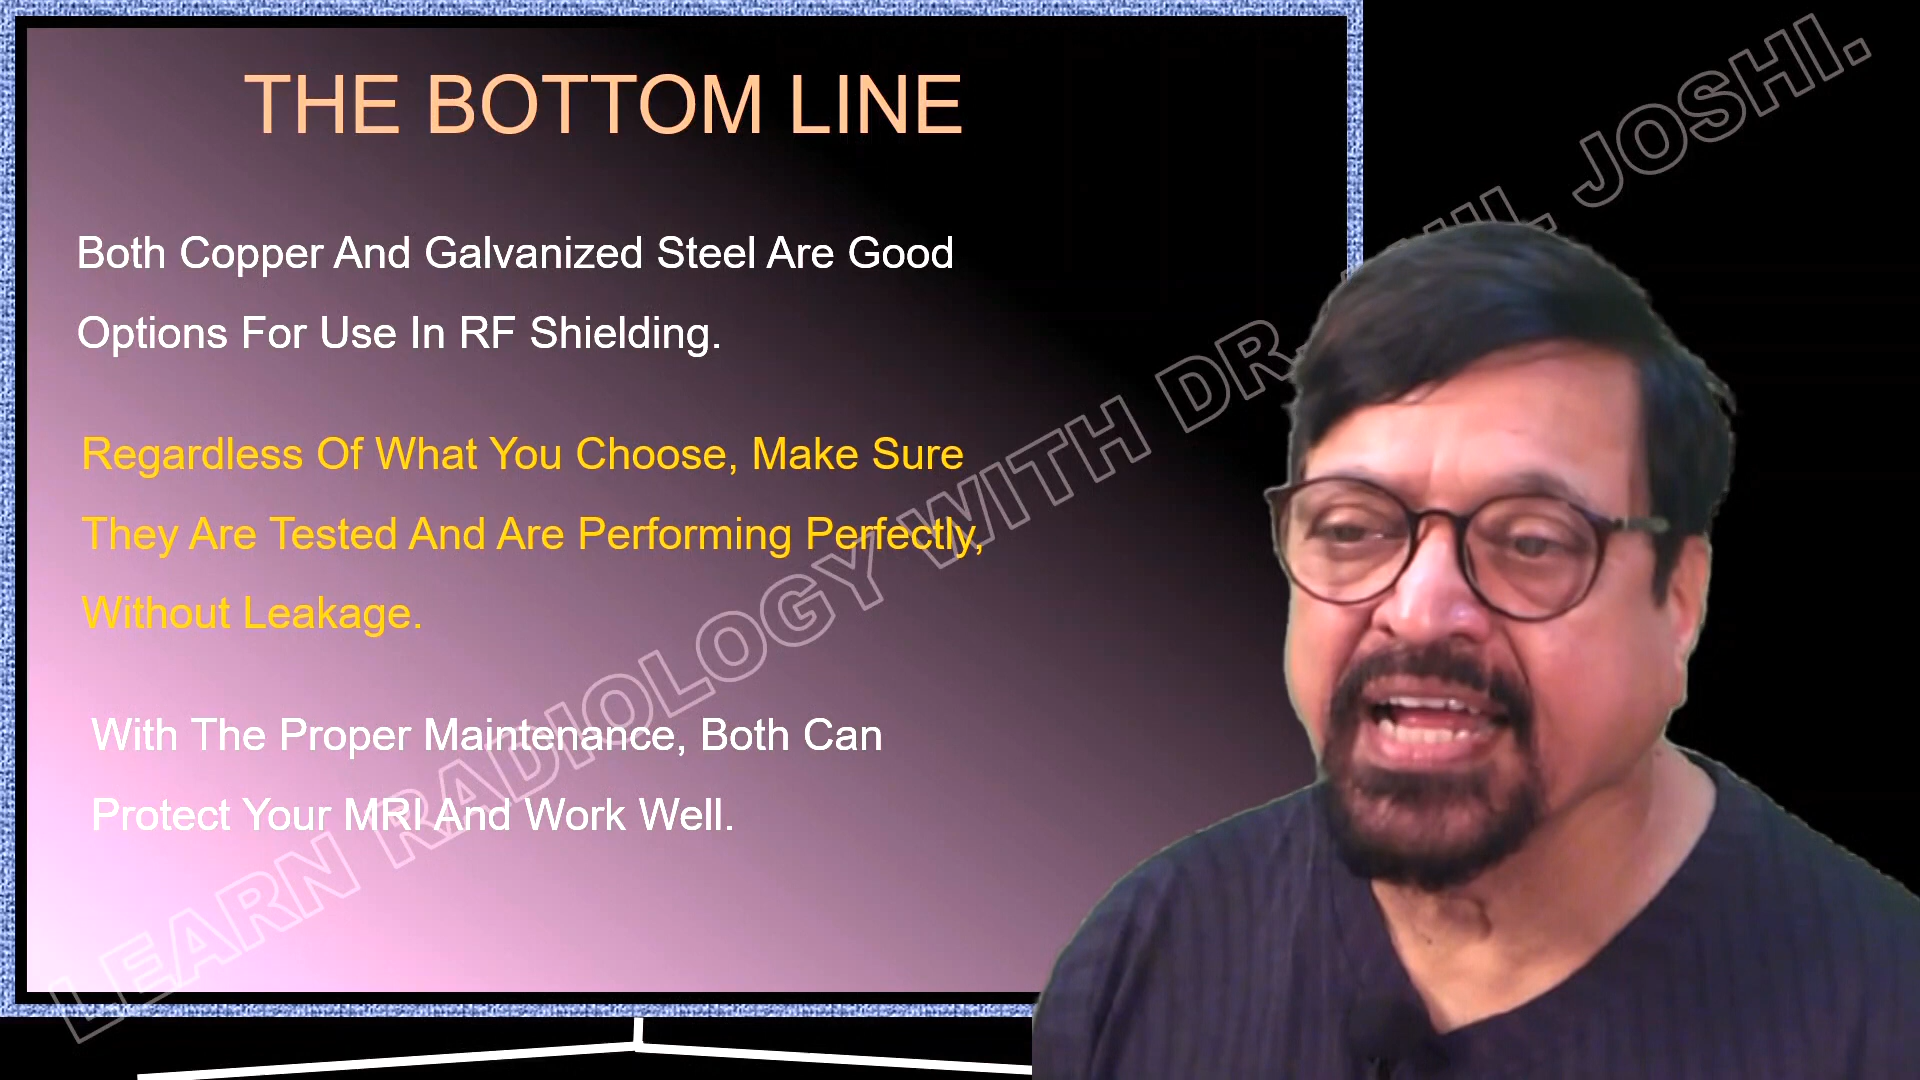 THE BOTTOM LINE
Both Copper And Galvanized Steel Are Good
Options For Use In RF Shielding.
Regardless Of What You Choose, Make Sure
They Are Tested And Are Performing Perfectly,
Without Leakage.
With The Proper Maintenance, Both Can
Protect Your MRI And Work Well.
LEARN RADIOLOGY WITH DR. JOSHI.